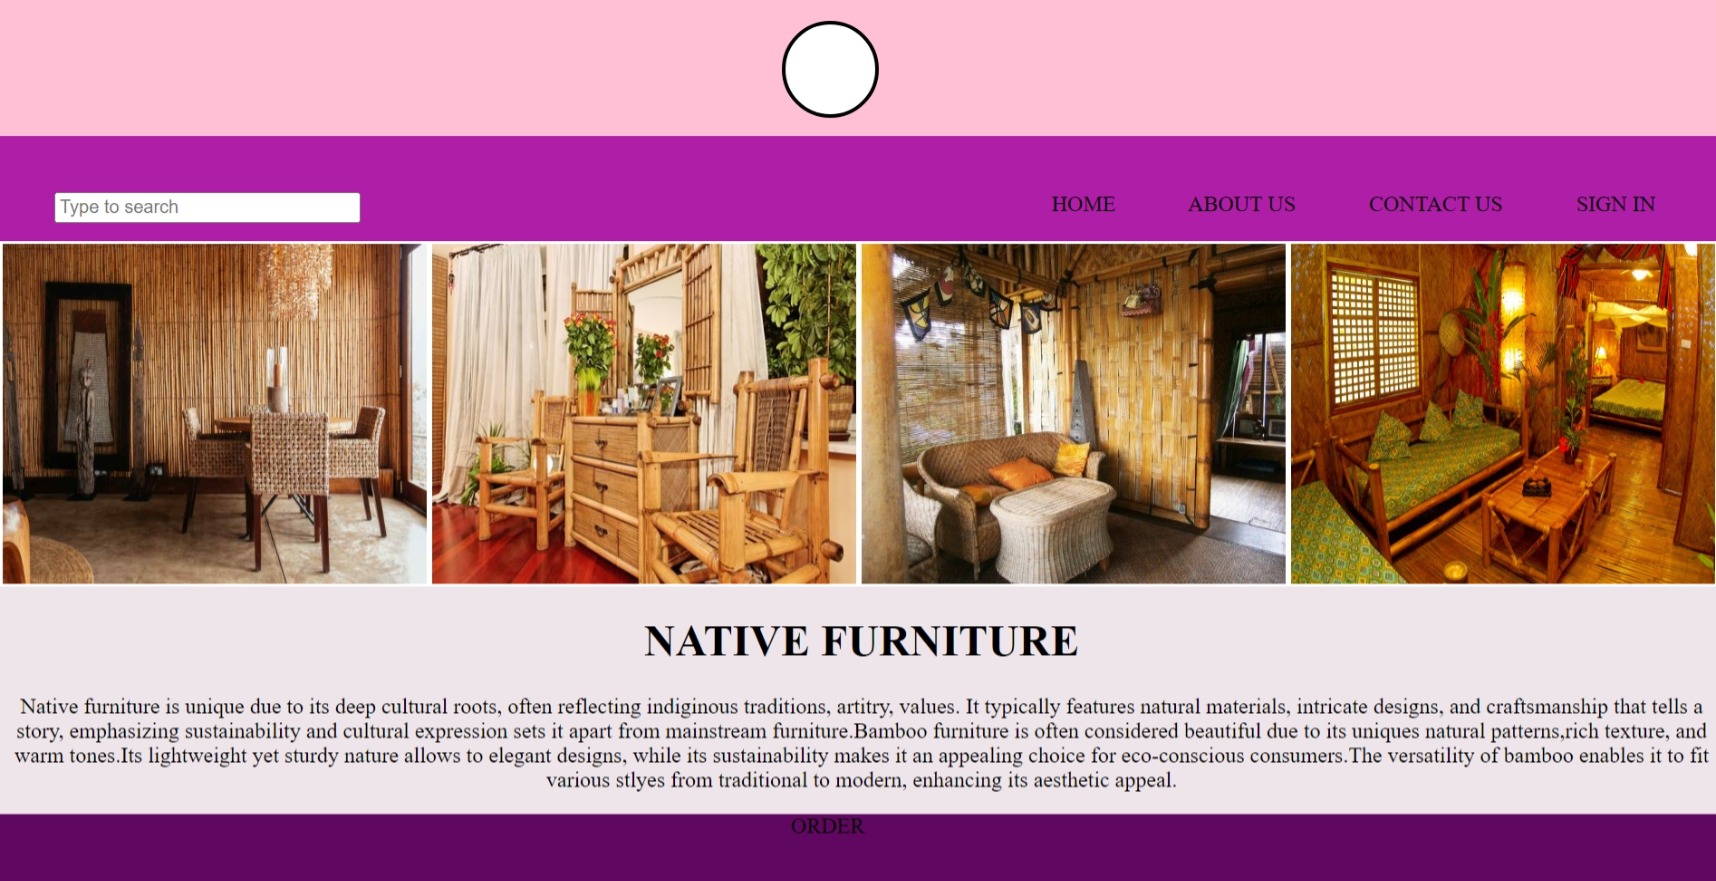 Type to search
HOME ABOUT US CONTACT US SIGN IN
NATIVE FURNITURE
Native furniture is unique due to its deep cultural roots, often reflecting indiginous traditions, artitry, values. It typically features natural materials, intricate designs, and craftsmanship that tells a
story, emphasizing sustainability and cultural expression sets it apart from mainstream furniture.Bamboo furniture is often considered beautiful due to its uniques natural patterns,rich texture, and
warm tones.Its lightweight yet sturdy nature allows to elegant designs, while its sustainability makes it an appealing choice for eco-conscious consumers.The versatility of bamboo enables it to fit
various stlyes from traditional to modern, enhancing its aesthetic appeal.
ORDER